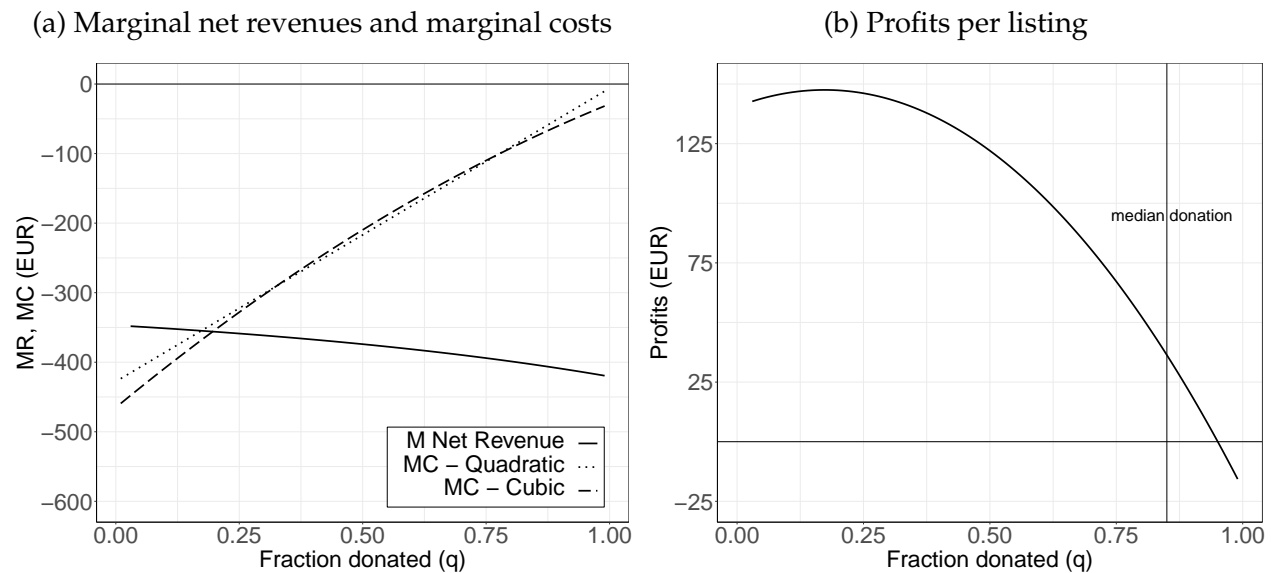 (a) Marginal net revenues and marginal costs
0
−100
−200
−300
−400
−500
−600
MR, MC (EUR)
M Net Revenue
MC − Quadratic
MC − Cubic
0.00 0.25 0.50 0.75 1.00
Fraction donated (q)
(b) Profits per listing
125
75
25
−25
Profits (EUR)
median donation
0.00 0.25 0.50 0.75 1.00
Fraction donated (q)